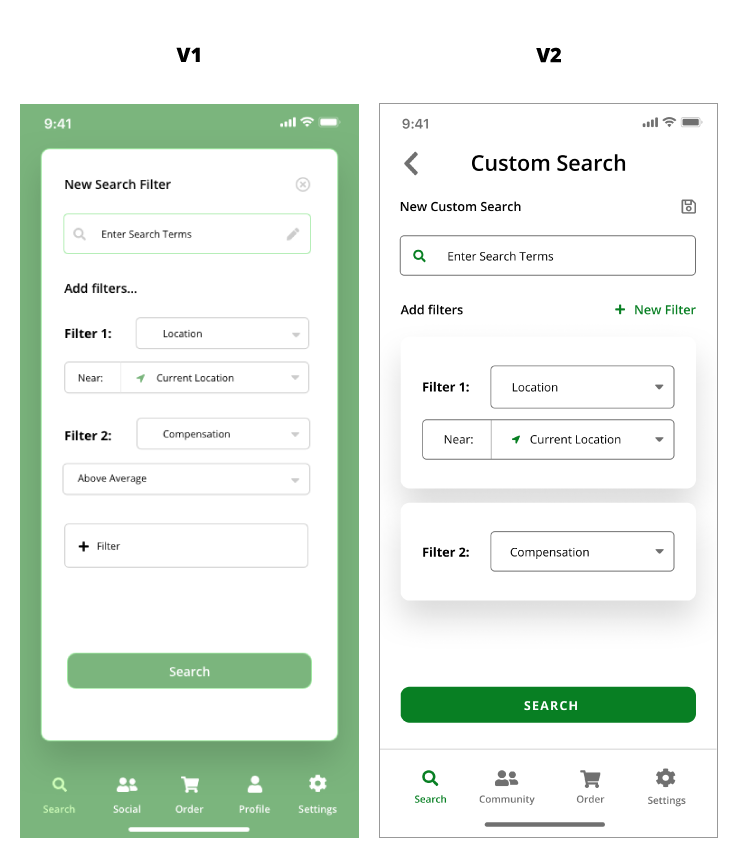 V1
9:41
New Search Filter
Enter Search Terms
Add filters...
Filter 1:
Location
Near:
Current Location
Filter 2:
Compensation
Above Average
+ Filter
Search
Search
Social
Order
Profile
Settings
V2
9:41
Custom Search
New Custom Search
Enter Search Terms
Add filters
+ New Filter
Filter 1:
Location
Near:
Current Location
Filter 2:
Compensation
SEARCH
Search
Community
Order
Settings